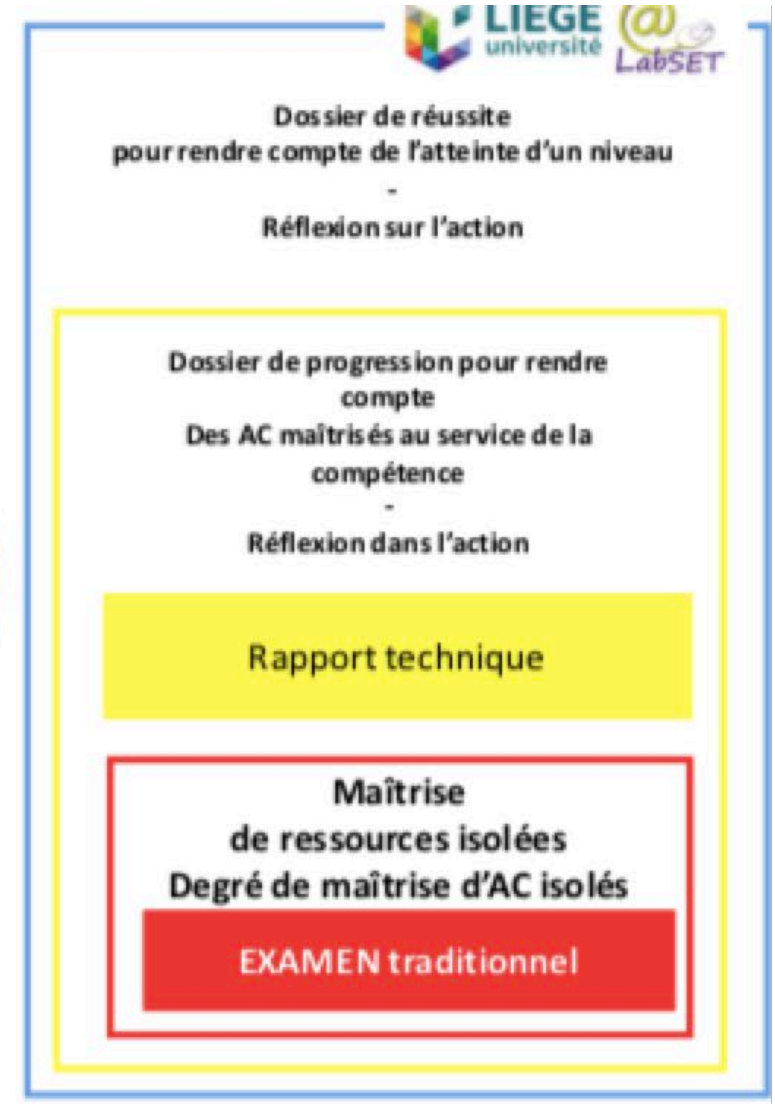 LIEGE
université
@
LabSET
Dossier de réussite
pour rendre compte de l'atteinte d'un niveau
-
Réflexion sur l'action
Dossier de progression pour rendre
compte
Des AC maîtrisés au service de la
compétence
-
Réflexion dans l'action
Rapport technique
Maîtrise
de ressources isolées
Degré de maîtrise d'AC isolés
EXAMEN traditionnel